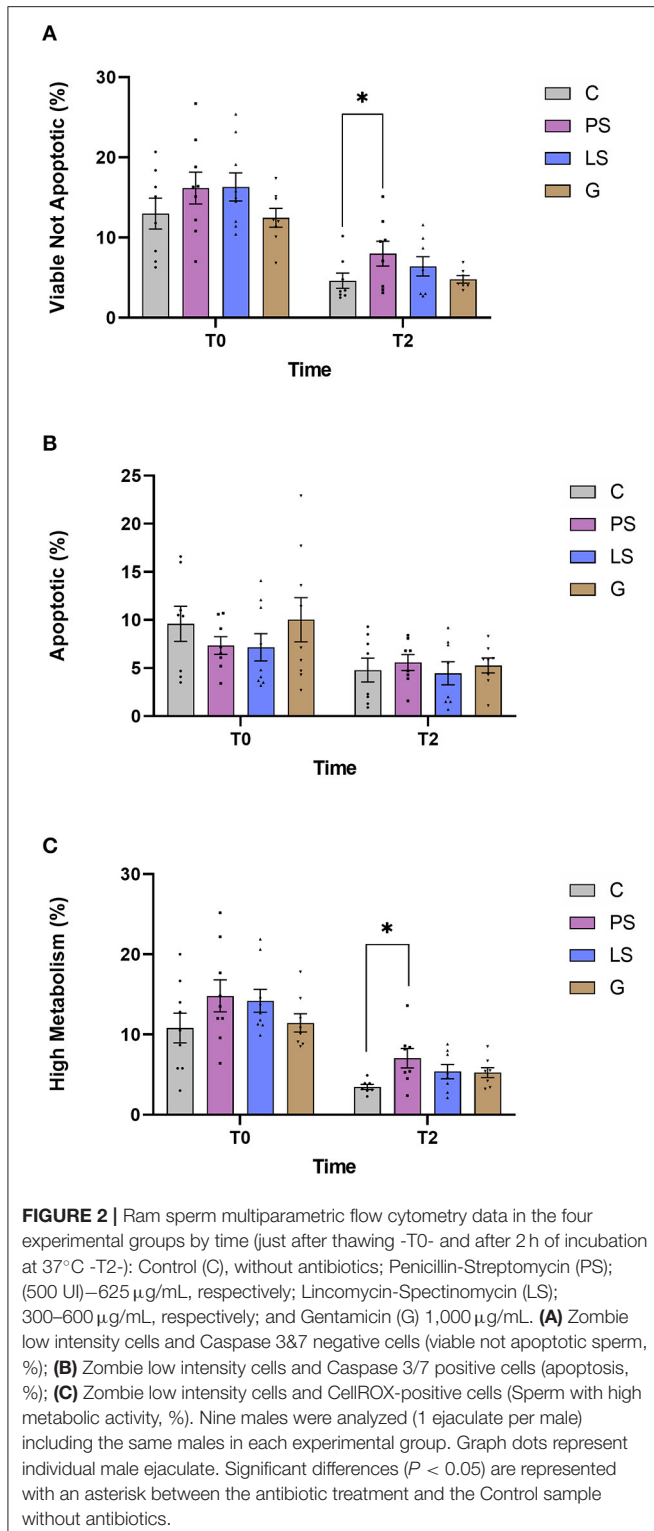 A
Viable Not Apoptotic (%)
30
20
10
0
*
T0
T2
Time
C
PS
LS
G
B
Apoptotic (%)
25
20
15
10
5
0
T0
T2
Time
C
PS
LS
G
C
High Metabolism (%)
30
20
10
0
*
T0
T2
Time
C
PS
LS
G
FIGURE 2 | Ram sperm multiparametric flow cytometry data in the four
experimental groups by time (just after thawing -T0- and after 2 h of incubation
at 37°C -T2-): Control (C), without antibiotics; Penicillin-Streptomycin (PS);
(500 UI)–625 μg/mL, respectively; Lincomycin-Spectinomycin (LS);
300–600 μg/mL, respectively; and Gentamicin (G) 1,000 μg/mL. (A) Zombie
low intensity cells and Caspase 3&7 negative cells (viable not apoptotic sperm,
%); (B) Zombie low intensity cells and Caspase 3/7 positive cells (apoptosis,
%); (C) Zombie low intensity cells and CellROX-positive cells (Sperm with high
metabolic activity, %). Nine males were analyzed (1 ejaculate per male)
including the same males in each experimental group. Graph dots represent
individual male ejaculate. Significant differences (P < 0.05) are represented
with an asterisk between the antibiotic treatment and the Control sample
without antibiotics.